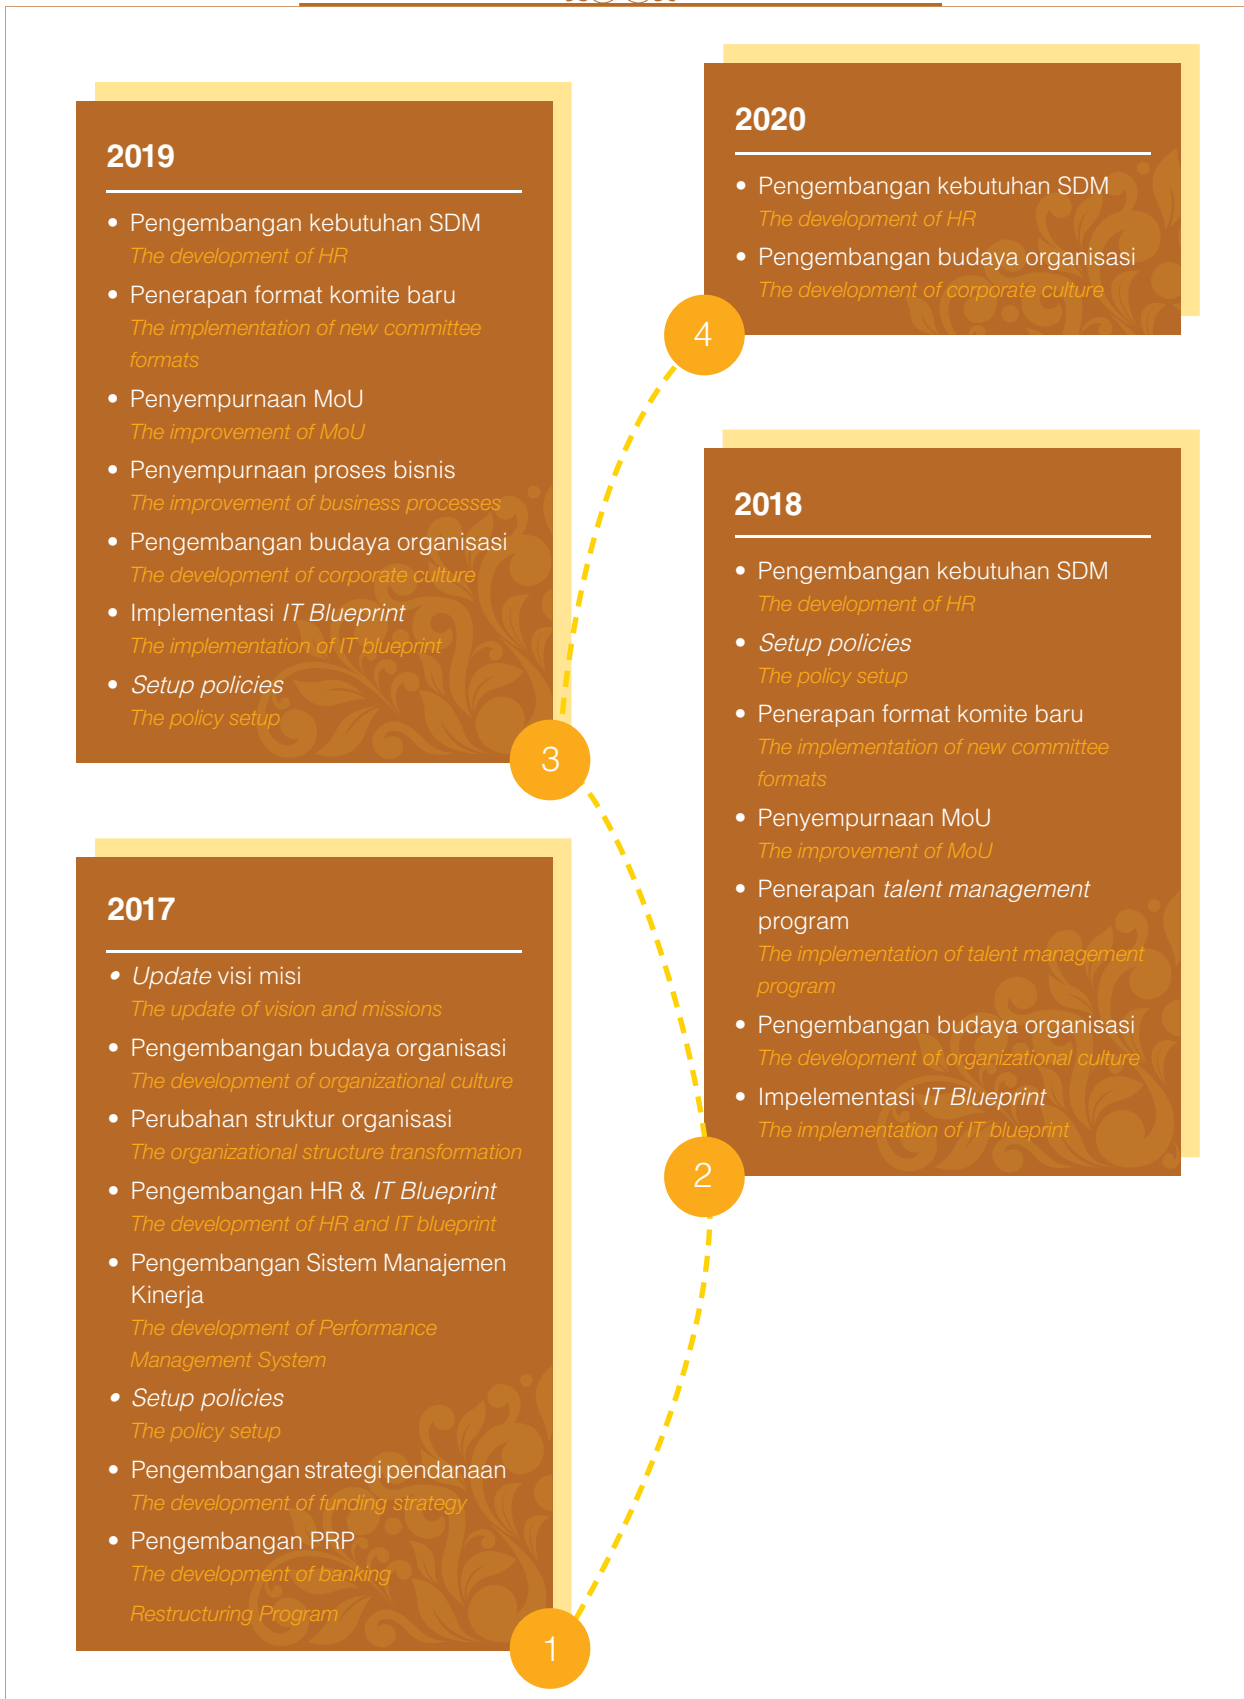 2019
• Pengembangan kebutuhan SDM
The development of HR
• Penerapan format komite baru
The implementation of new committee
formats
• Penyempurnaan MoU
The improvement of MoU
• Penyempurnaan proses bisnis
The improvement of business processes
• Pengembangan budaya organisasi
The development of corporate culture
• Implementasi IT Blueprint
The implementation of IT blueprint
• Setup policies
The policy setup
3
2020
• Pengembangan kebutuhan SDM
The development of HR
• Pengembangan budaya organisasi
The development of corporate culture
4
2017
• Update visi misi
The update of vision and missions
• Pengembangan budaya organisasi
The development of organizational culture
• Perubahan struktur organisasi
The organizational structure transformation
• Pengembangan HR & IT Blueprint
The development of HR and IT blueprint
• Pengembangan Sistem Manajemen
Kinerja
The development of Performance
Management System
• Setup policies
The policy setup
• Pengembangan strategi pendanaan
The development of funding strategy
• Pengembangan PRP
The development of banking
Restructuring Program
1
2018
• Pengembangan kebutuhan SDM
The development of HR
• Setup policies
The policy setup
• Penerapan format komite baru
The implementation of new committee
formats
• Penyempurnaan MoU
The improvement of MoU
• Penerapan talent management
program
The implementation of talent management
program
• Pengembangan budaya organisasi
The development of organizational culture
• Impelementasi IT Blueprint
The implementation of IT blueprint
2